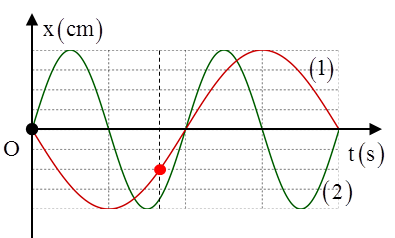 x(cm)
(1)
O
t(s)
(2)